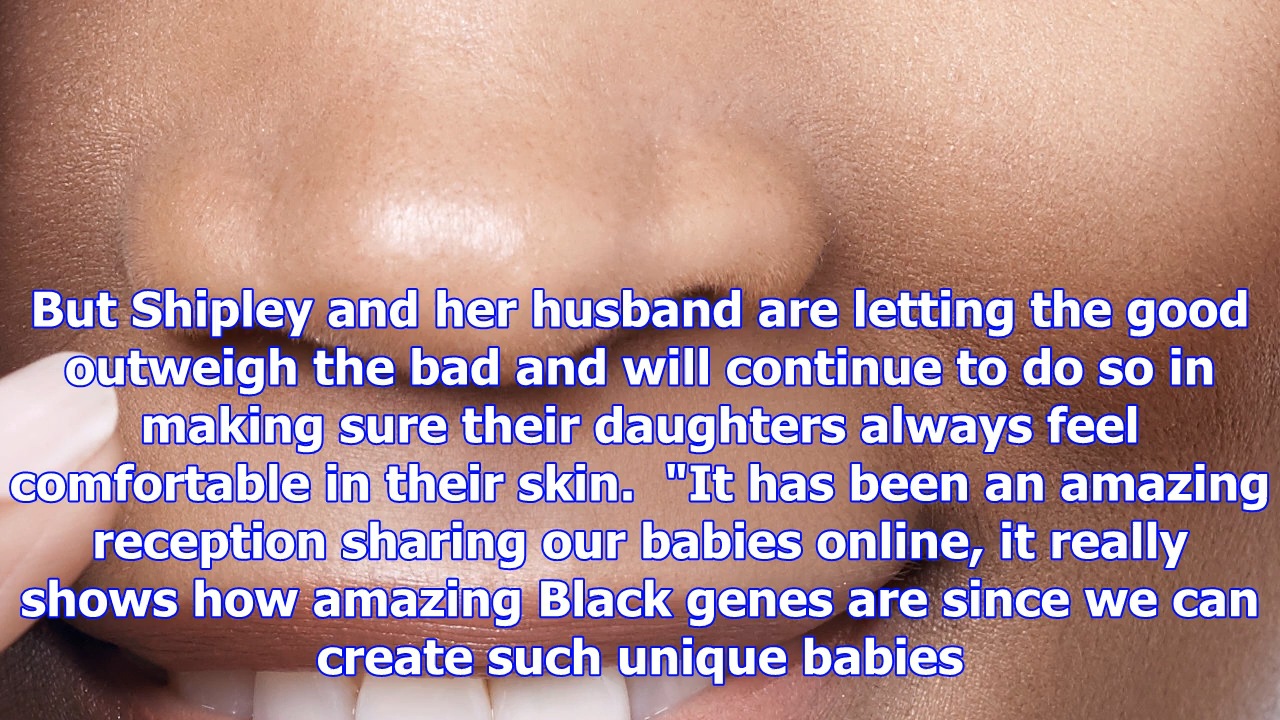 But Shipley and her husband are letting the good
outweigh the bad and will continue to do so in
making sure their daughters always feel
comfortable in their skin.  "It has been an amazing
reception sharing our babies online, it really
shows how amazing Black genes are since we can
create such unique babies